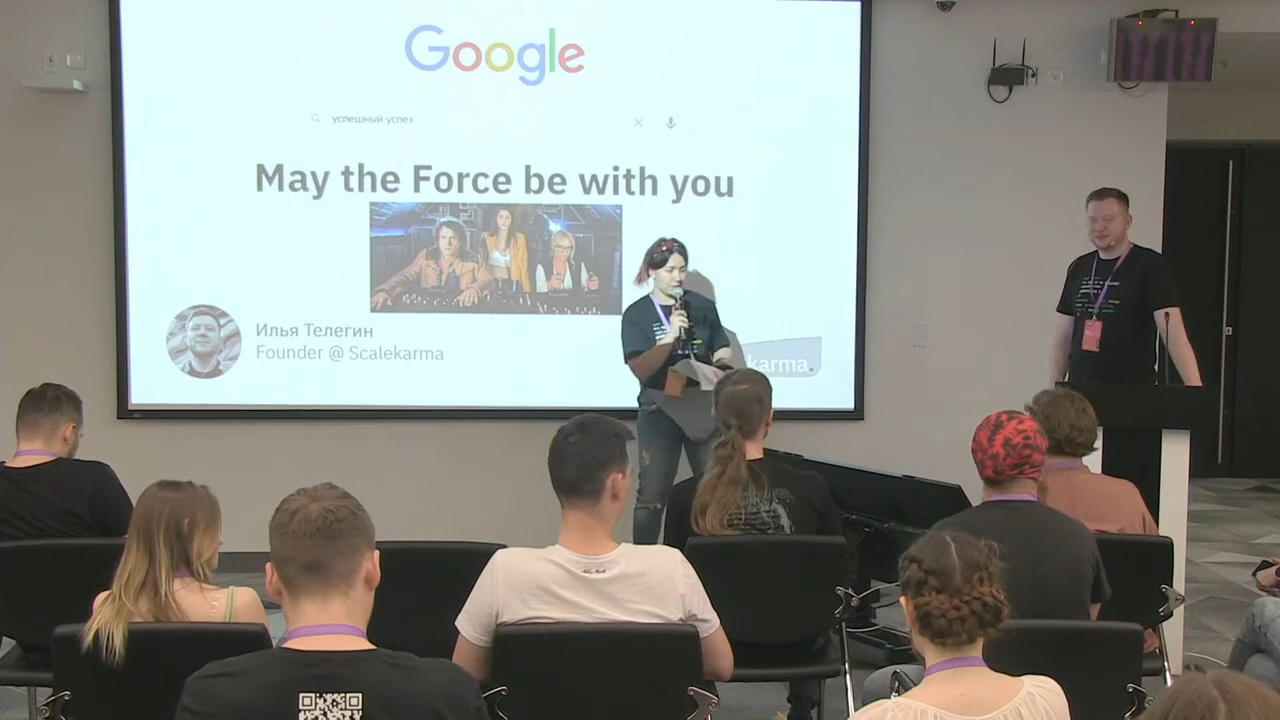 Google
успешный успех
May the Force be with you
Илья Телегин
Founder @ Scalekarma
karma.